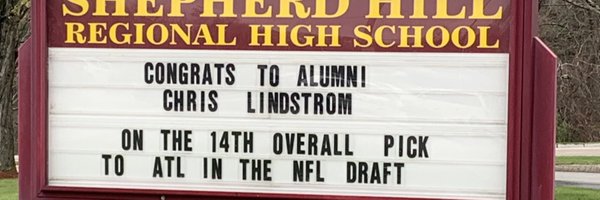 SHEPHERD HILL
REGIONAL HIGH SCHOOL
CONGRATS TO ALUMNI
CHRIS LINDSTROM
ON THE 14TH OVERALL PICK
TO ATL IN THE NFL DRAFT